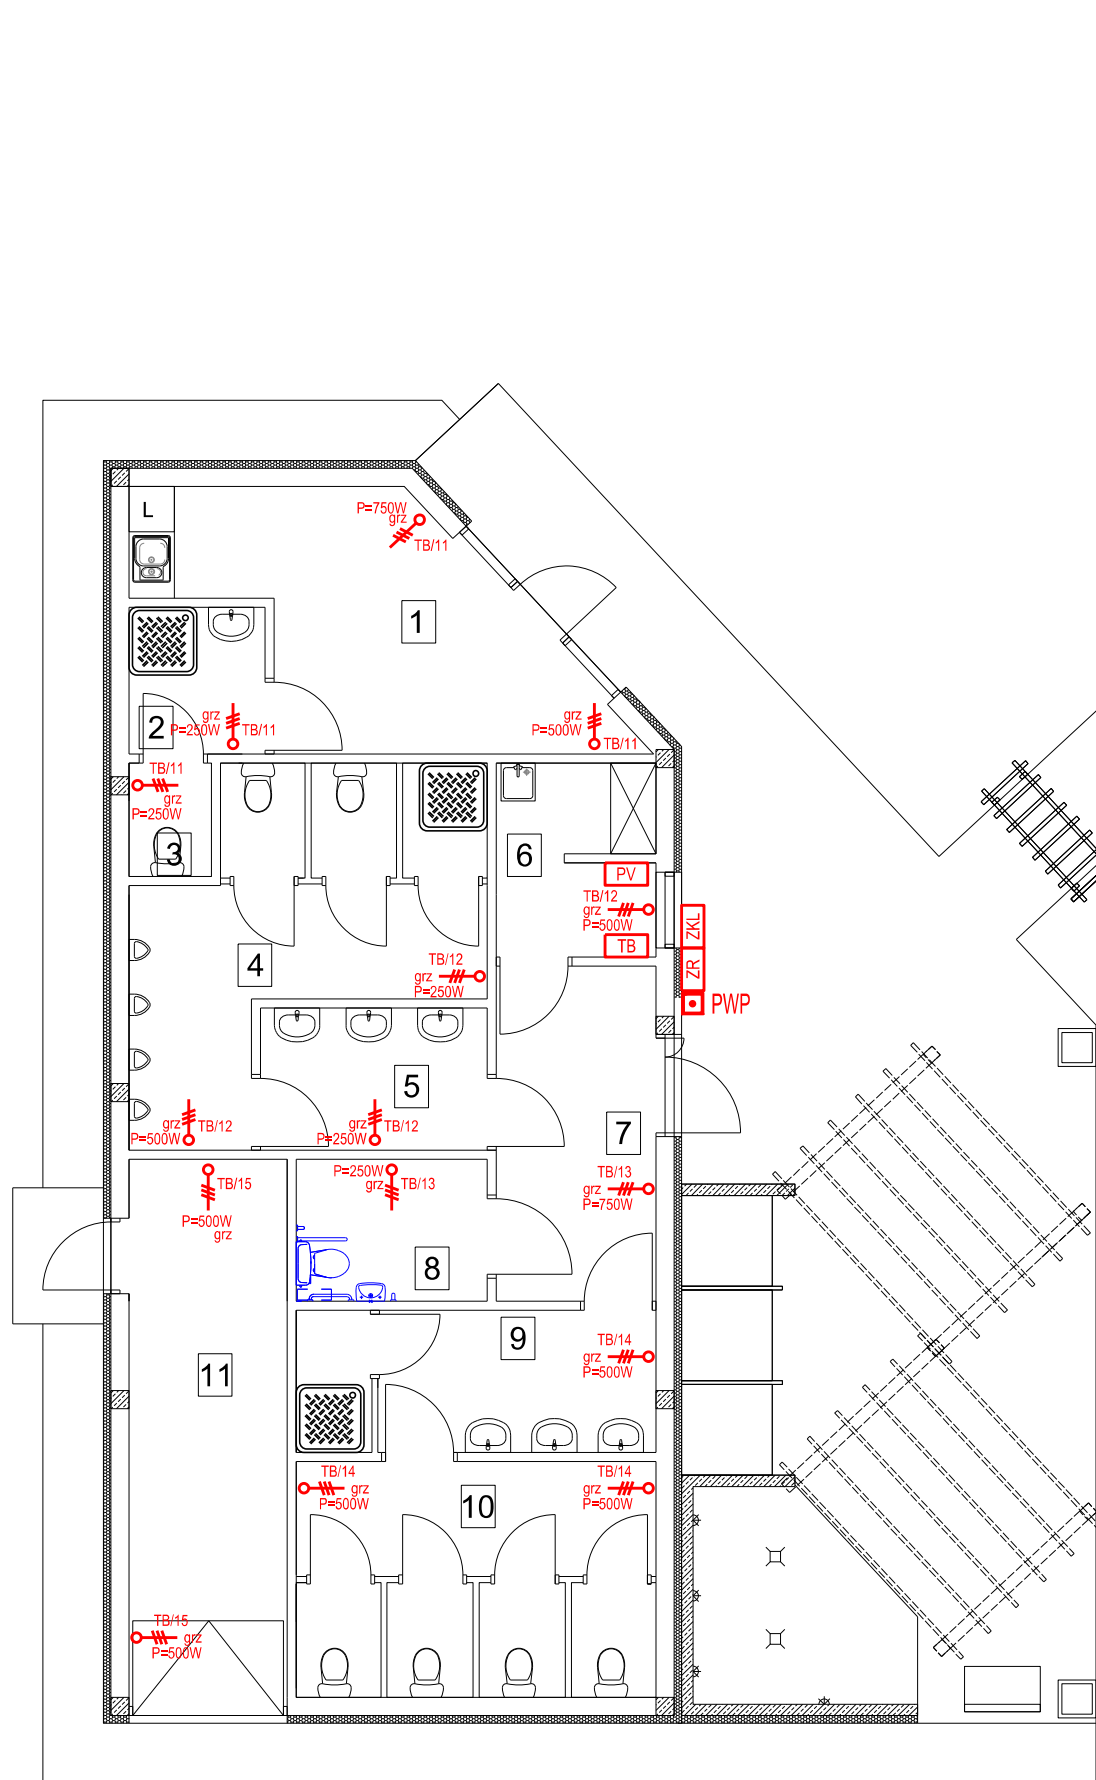 L
P=750W
grz
TB/11
1
grz
P=250W
TB/11
2
grz
P=500W
TB/11
TB/11
grz
P=250W
3
6
PV
TB/12
grz
P=500W
TB
ZKL
ZR
PWP
4
TB/12
grz
P=250W
5
grz
P=500W
TB/12
grz
P=250W
TB/12
7
TB/15
P=500W
grz
P=250W
grz
TB/13
TB/13
grz
P=750W
8
9
TB/14
grz
P=500W
11
TB/14
grz
P=500W
10
TB/14
grz
P=500W
TB/15
grz
P=500W